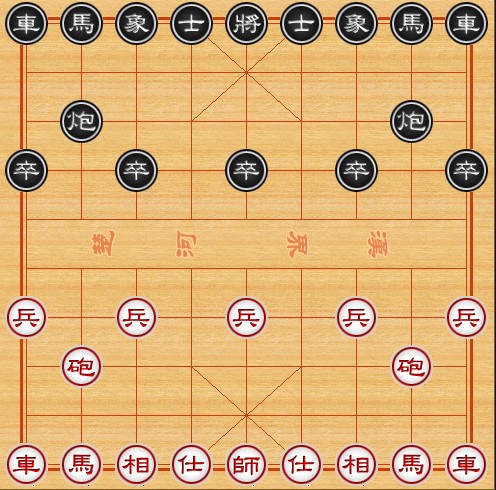 車馬象士將士象馬車
炮炮
卒卒卒卒卒
楚河界漢
兵兵兵兵兵
砲砲
車馬相仕師仕相馬車